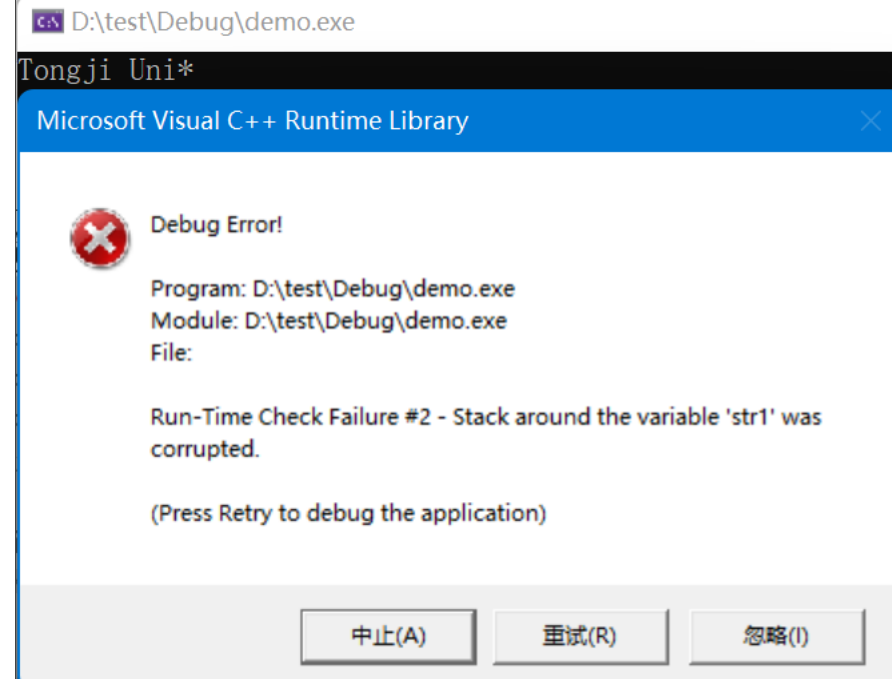 D:\test\Debug\demo.exe
Tongji Uni*
Microsoft Visual C++ Runtime Library
Debug Error!
Program: D:\test\Debug\demo.exe
Module: D:\test\Debug\demo.exe
File:
Run-Time Check Failure #2 - Stack around the variable 'str1' was
corrupted.
(Press Retry to debug the application)
中止(A) 重试(R) 忽略(I)